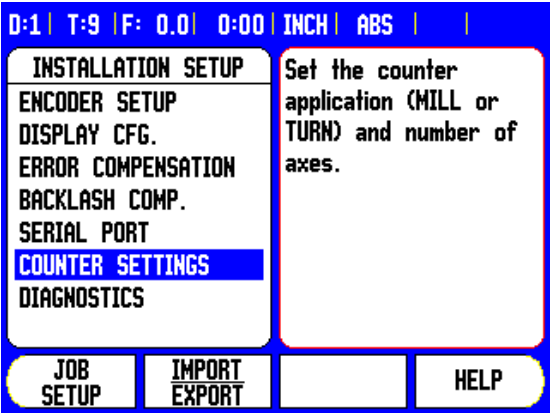 D:1| T:9 |F: 0.0| 0:00| INCH| ABS | |
INSTALLATION SETUP
ENCODER SETUP
DISPLAY CFG.
ERROR COMPENSATION
BACKLASH COMP.
SERIAL PORT
COUNTER SETTINGS
DIAGNOSTICS
Set the counter
application (MILL or
TURN) and number of
axes.
JOB
SETUP
IMPORT
EXPORT
HELP